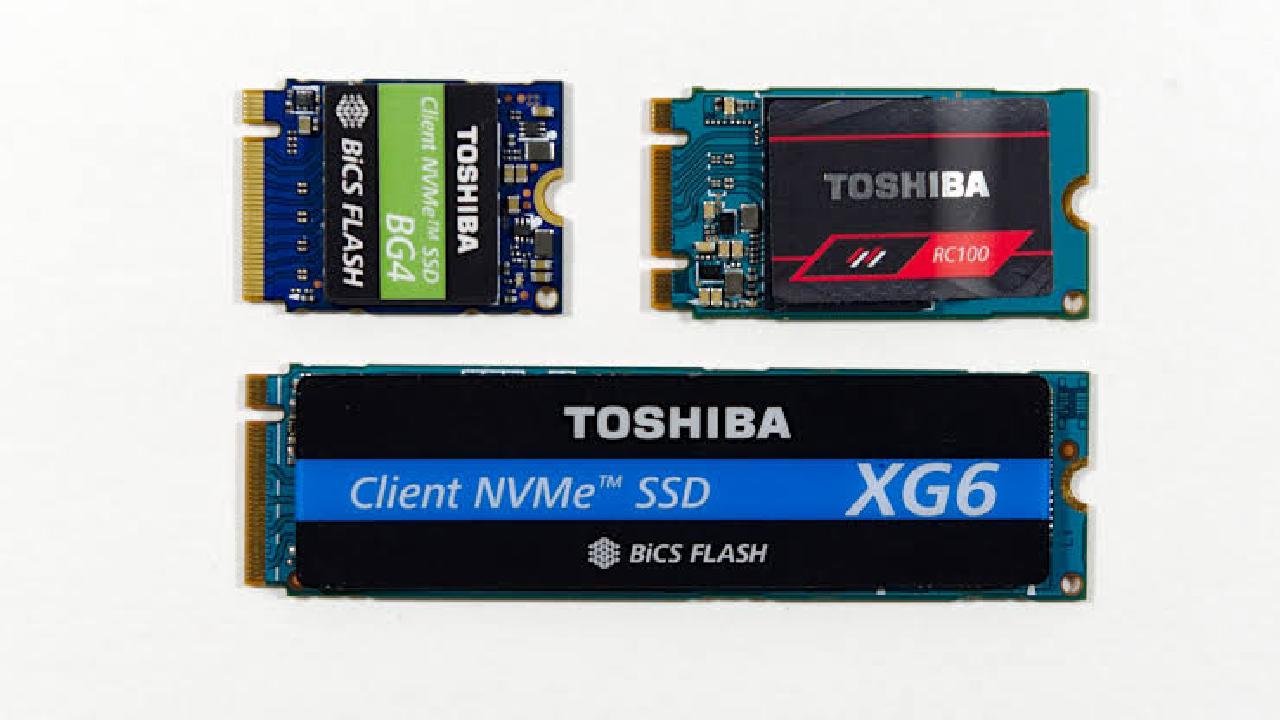 TOSHIBA
Client NVMe™ SSD
BG4
BiCS FLASH
TOSHIBA
RC100
TOSHIBA
Client NVMe™ SSD XG6
BiCS FLASH